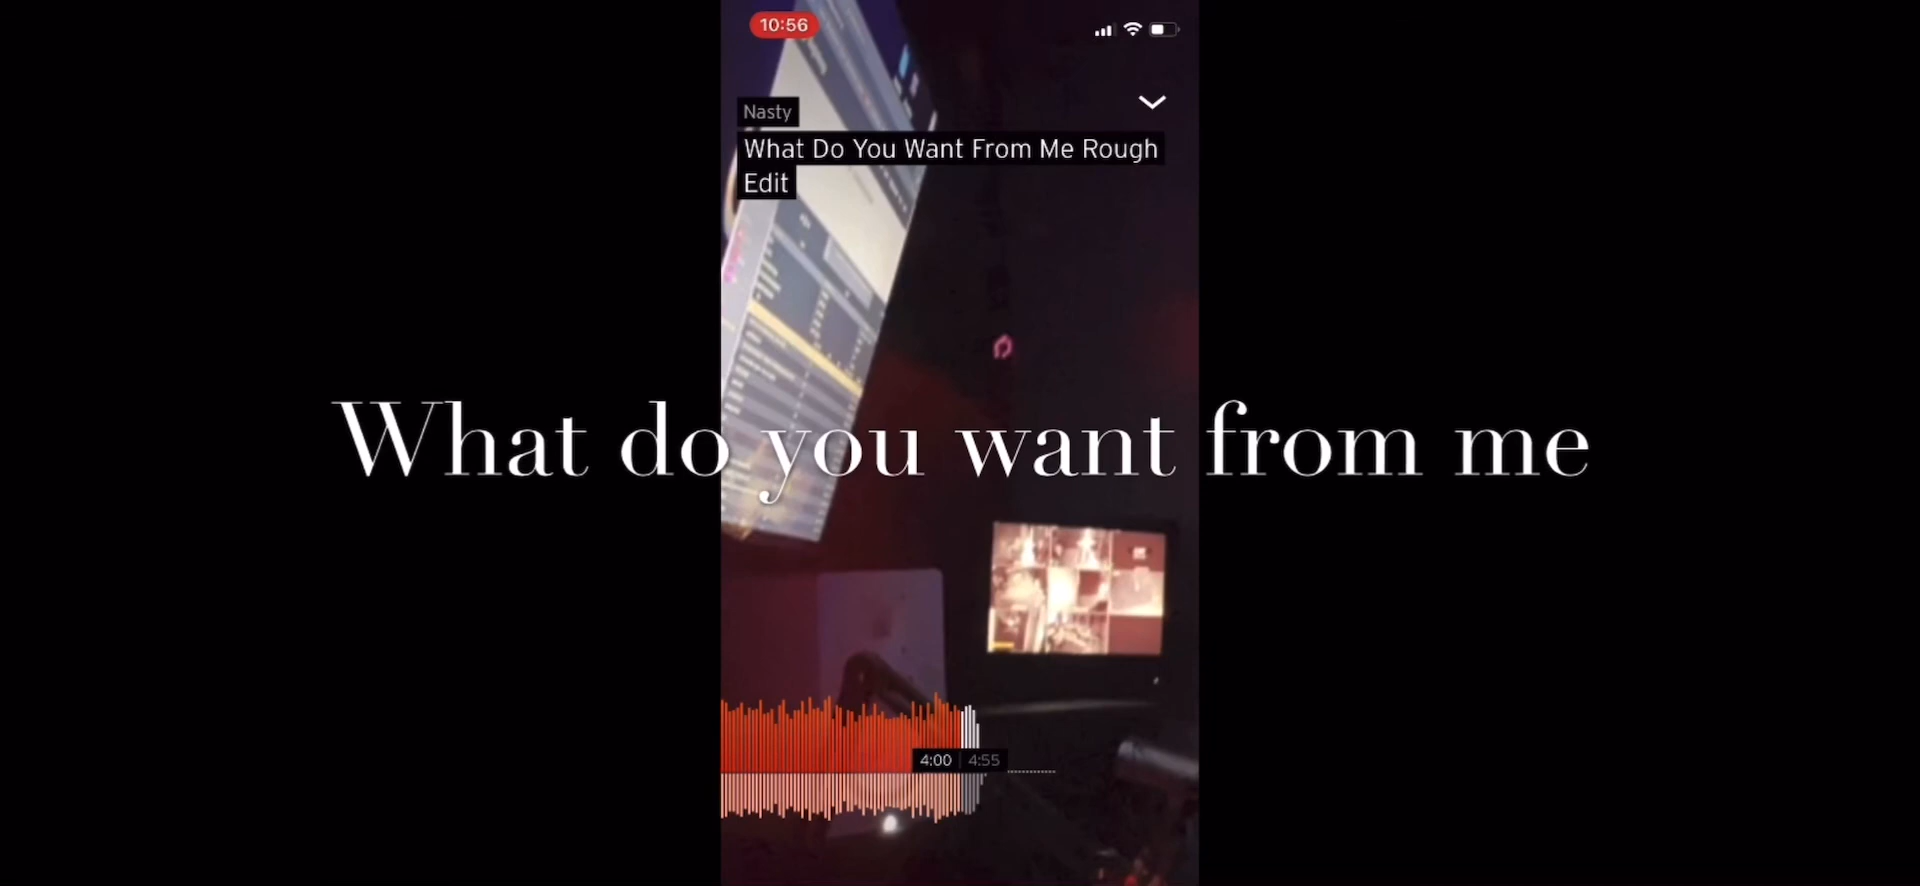 10:56
Nasty
What Do You Want From Me Rough
Edit
What do you want from me
4:00 4:55